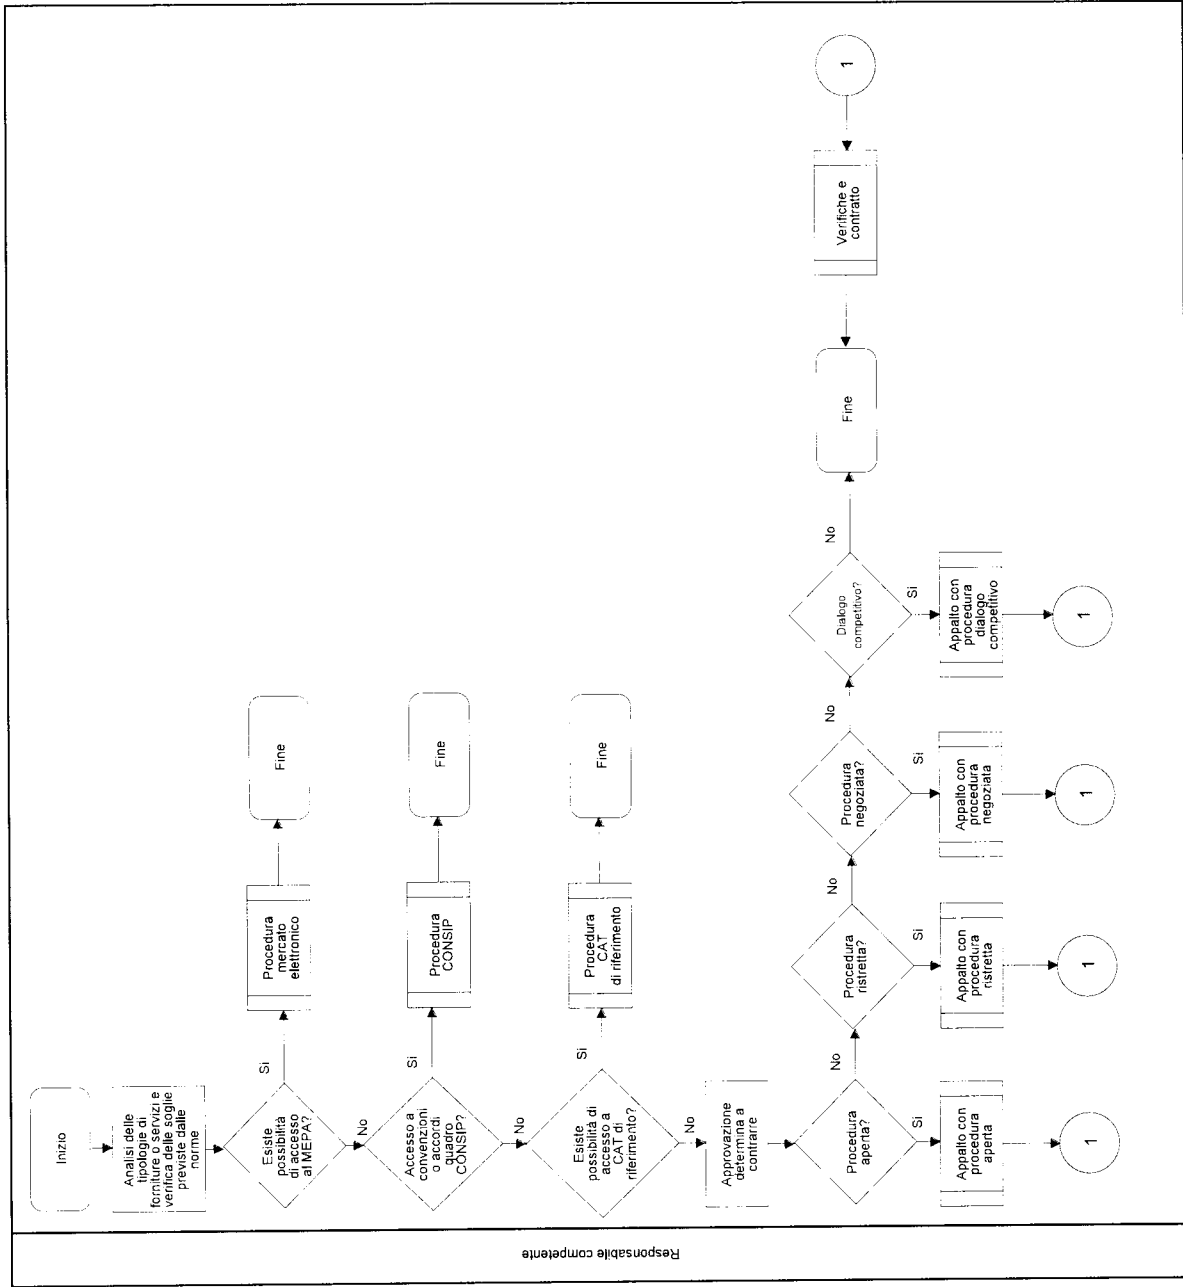 Responsabile competente
Inizio
Analisi delle
tipologie di
forniture o servizi e
verifica delle soglie
previste dalle
norme
Esiste
possibilità
di accesso
al MEPA?
Si
Procedura
mercato
elettronico
Fine
No
Accesso a
convenzioni
o accordi
quadro
CONSIP?
Si
Procedura
CONSIP
Fine
No
Esiste
possibilità di
accesso a
CAT di
riferimento?
Si
Procedura
CAT
di riferimento
Fine
No
Approvazione
determina a
contrarre
Procedura
aperta?
Si
Appalto con
procedura
aperta
1
No
Procedura
ristretta?
Si
Appalto con
procedura
ristretta
1
No
Procedura
negoziata?
Si
Appalto con
procedura
negoziata
1
No
Dialogo
competitivo?
Si
Appalto con
procedura
dialogo
competitivo
1
No
Fine
Verifiche e
contratto
1